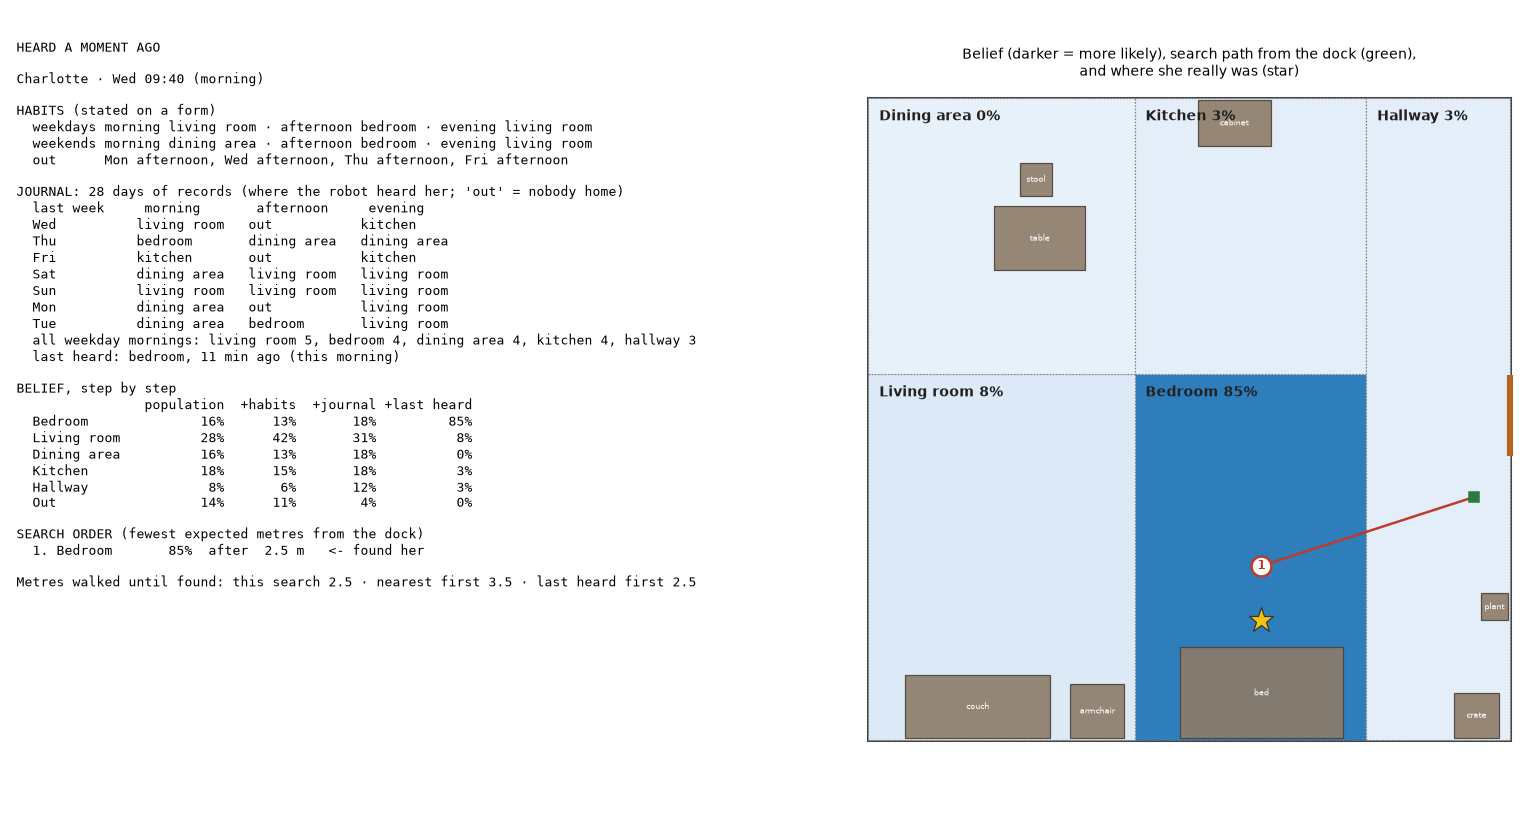 HEARD A MOMENT AGO
Charlotte · Wed 09:40 (morning)
HABITS (stated on a form)
weekdays morning living room · afternoon bedroom · evening living room
weekends morning dining area · afternoon bedroom · evening living room
out Mon afternoon, Wed afternoon, Thu afternoon, Fri afternoon
JOURNAL: 28 days of records (where the robot heard her; 'out' = nobody home)
last week morning afternoon evening
Wed living room out kitchen
Thu bedroom dining area dining area
Fri kitchen out kitchen
Sat dining area living room living room
Sun living room living room living room
Mon dining area out living room
Tue dining area bedroom living room
all weekday mornings: living room 5, bedroom 4, dining area 4, kitchen 4, hallway 3
last heard: bedroom, 11 min ago (this morning)
BELIEF, step by step
population +habits +journal +last heard
Bedroom 16% 13% 18% 85%
Living room 28% 42% 31% 8%
Dining area 16% 13% 18% 0%
Kitchen 18% 15% 18% 3%
Hallway 8% 6% 12% 3%
Out 14% 11% 4% 0%
SEARCH ORDER (fewest expected metres from the dock)
1. Bedroom 85% after 2.5 m <- found her
Metres walked until found: this search 2.5 · nearest first 3.5 · last heard first 2.5
Belief (darker = more likely), search path from the dock (green),
and where she really was (star)
Dining area 0%
Kitchen 3%
Hallway 3%
cabinet
stool
table
Living room 8%
Bedroom 85%
1
plant
bed
couch
armchair
crate